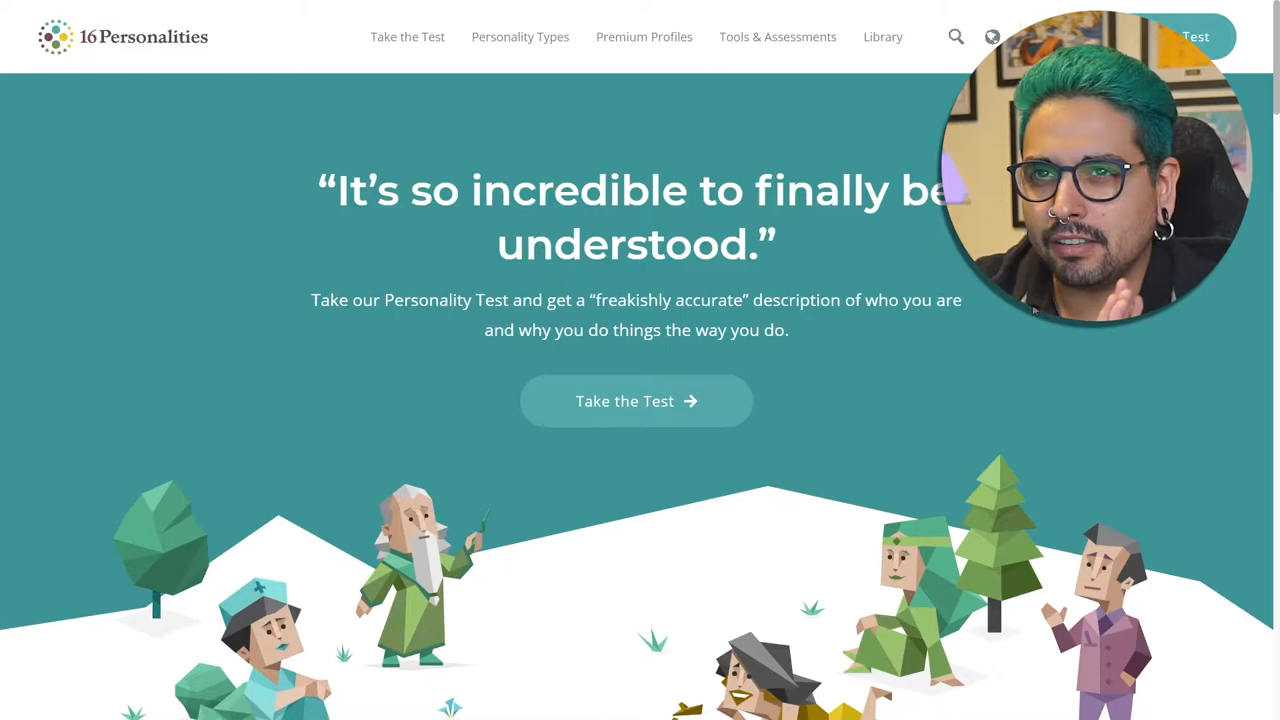 16Personalities
Take the Test
Personality Types
Premium Profiles
Tools & Assessments
Library
Test
“It’s so incredible to finally be
understood.”
Take our Personality Test and get a “freakishly accurate” description of who you are
and why you do things the way you do.
Take the Test